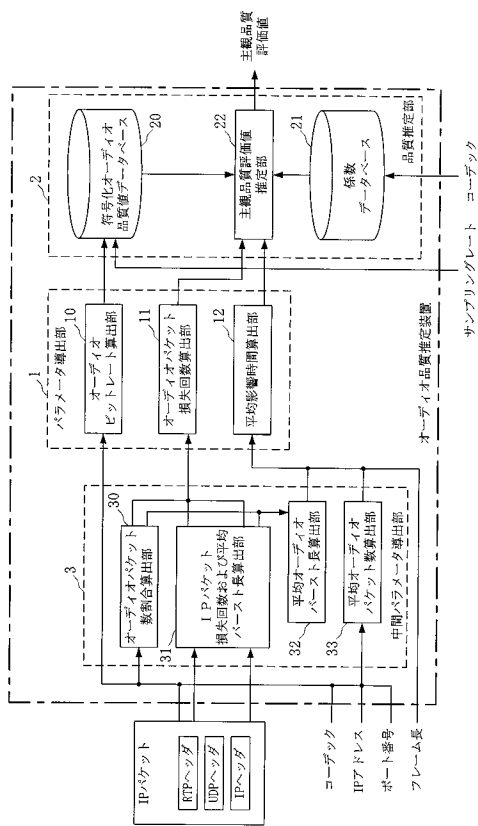 IPパケット
RTPヘッダ
UDPヘッダ
IPヘッダ
コーデック
IPアドレス
ポート番号
フレーム長
3
オーディオパケット
数割合算出部
30
31
IPパケット
損失回数および平均
バースト長算出部
平均オーディオ
バースト長算出部
32
平均オーディオ
パケット数算出部
33
中間パラメータ導出部
1
パラメータ導出部
10
オーディオ
ビットレート算出部
11
オーディオパケット
損失回数算出部
12
平均影響時間算出部
2
符号化オーディオ
品質値データベース
20
22
主観品質評価値
推定部
21
係数
データベース
品質推定部
主観品質
評価値
オーディオ品質推定装置
サンプリングレート
コーデック